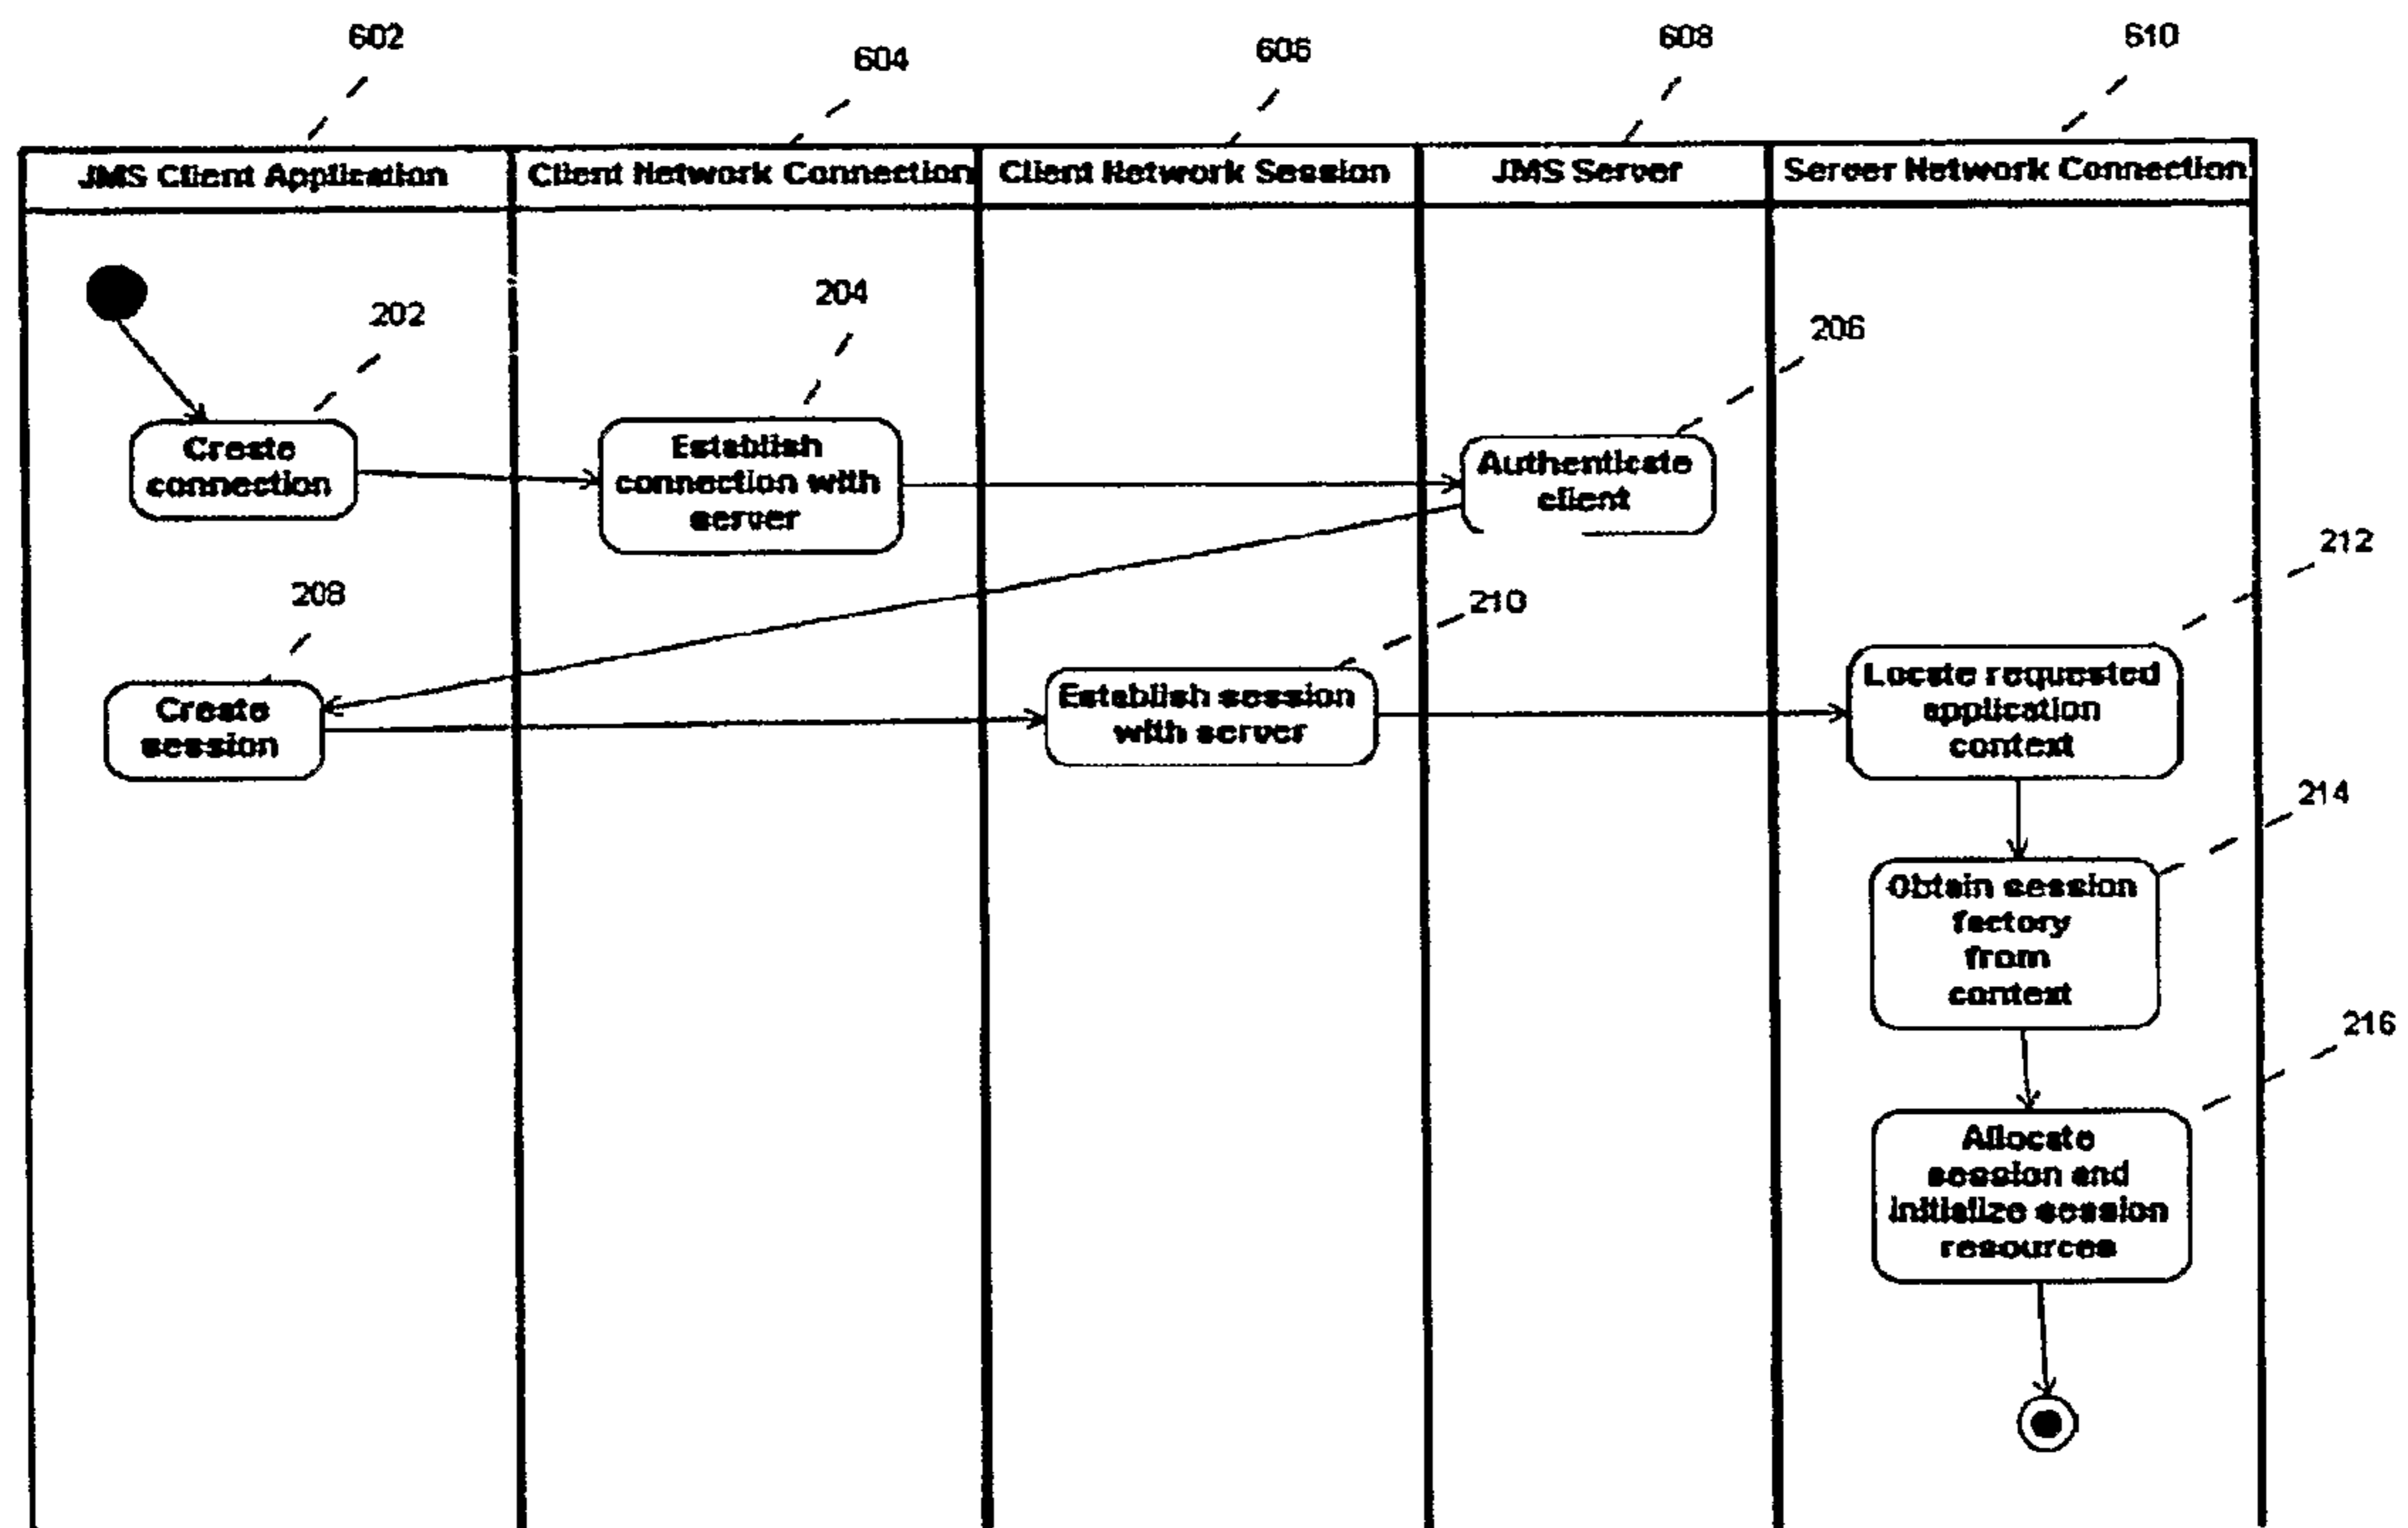 602
604
606
608
610
JMS Client Application
Client Network Connection
Client Network Session
JMS Server
Server Network Connection
202
204
206
Create
connection
Establish
connection with
server
Authenticate
client
208
210
212
Create
session
Establish session
with server
Locate requested
application
context
214
Obtain session
factory
from
context
216
Allocate
session and
initialize session
resources